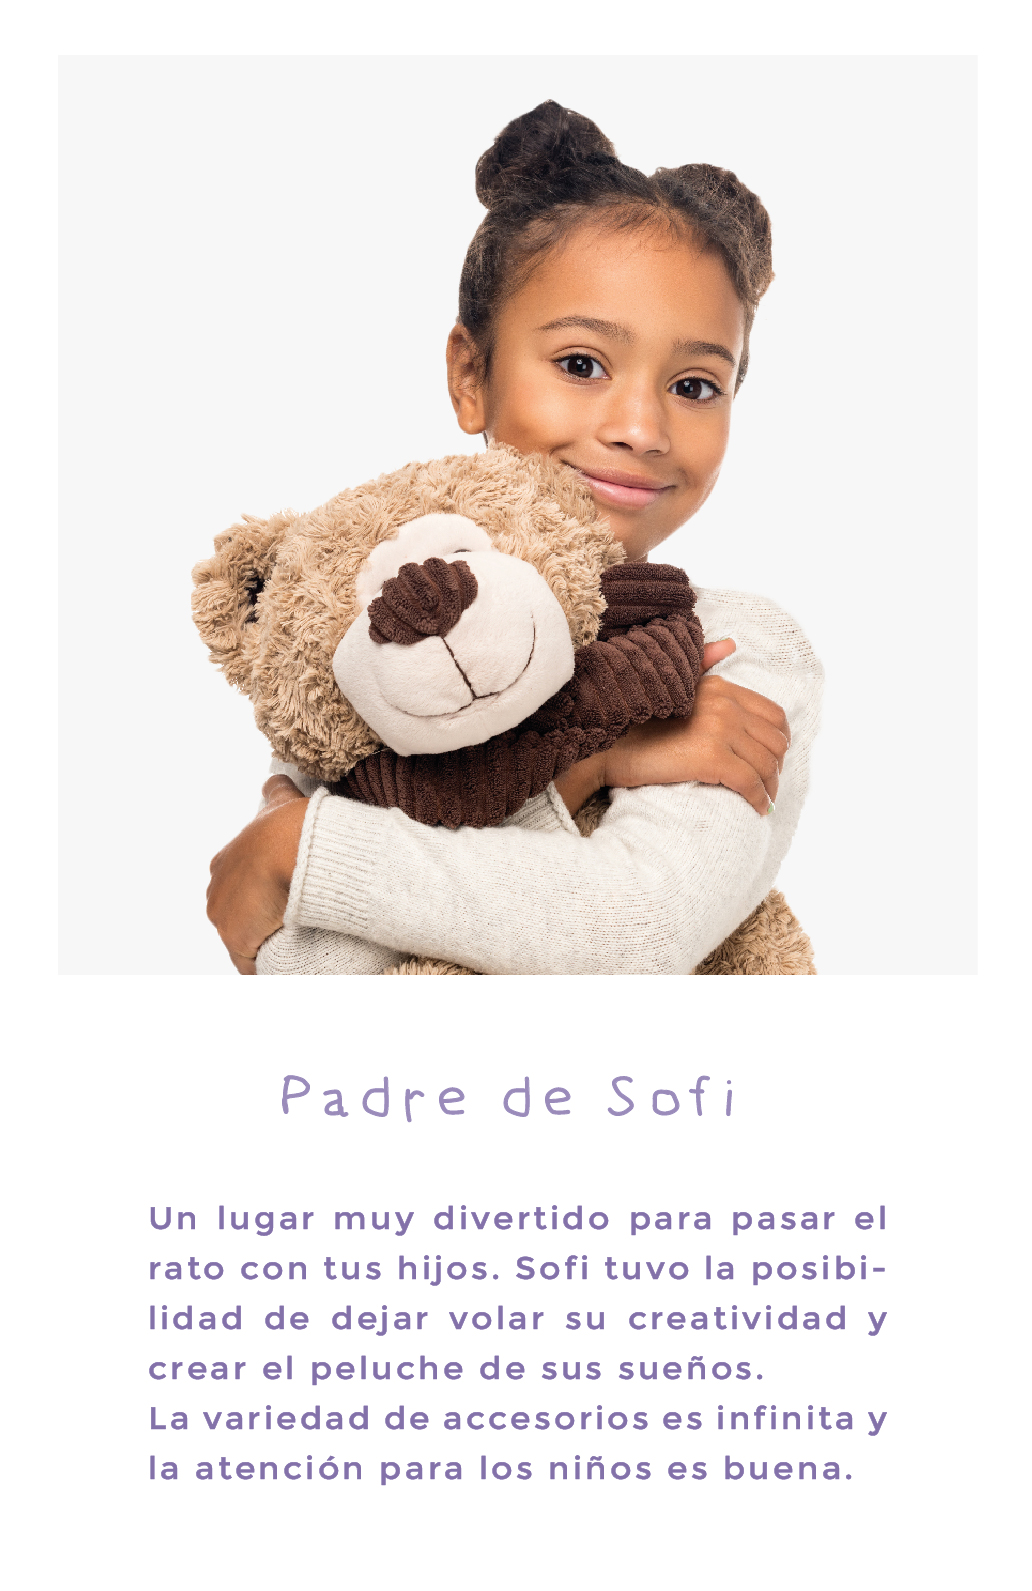 Padre de Sofi
Un lugar muy divertido para pasar el
rato con tus hijos. Sofi tuvo la posibi-
lidad de dejar volar su creatividad y
crear el peluche de sus sueños.
La variedad de accesorios es infinita y
la atención para los niños es buena.